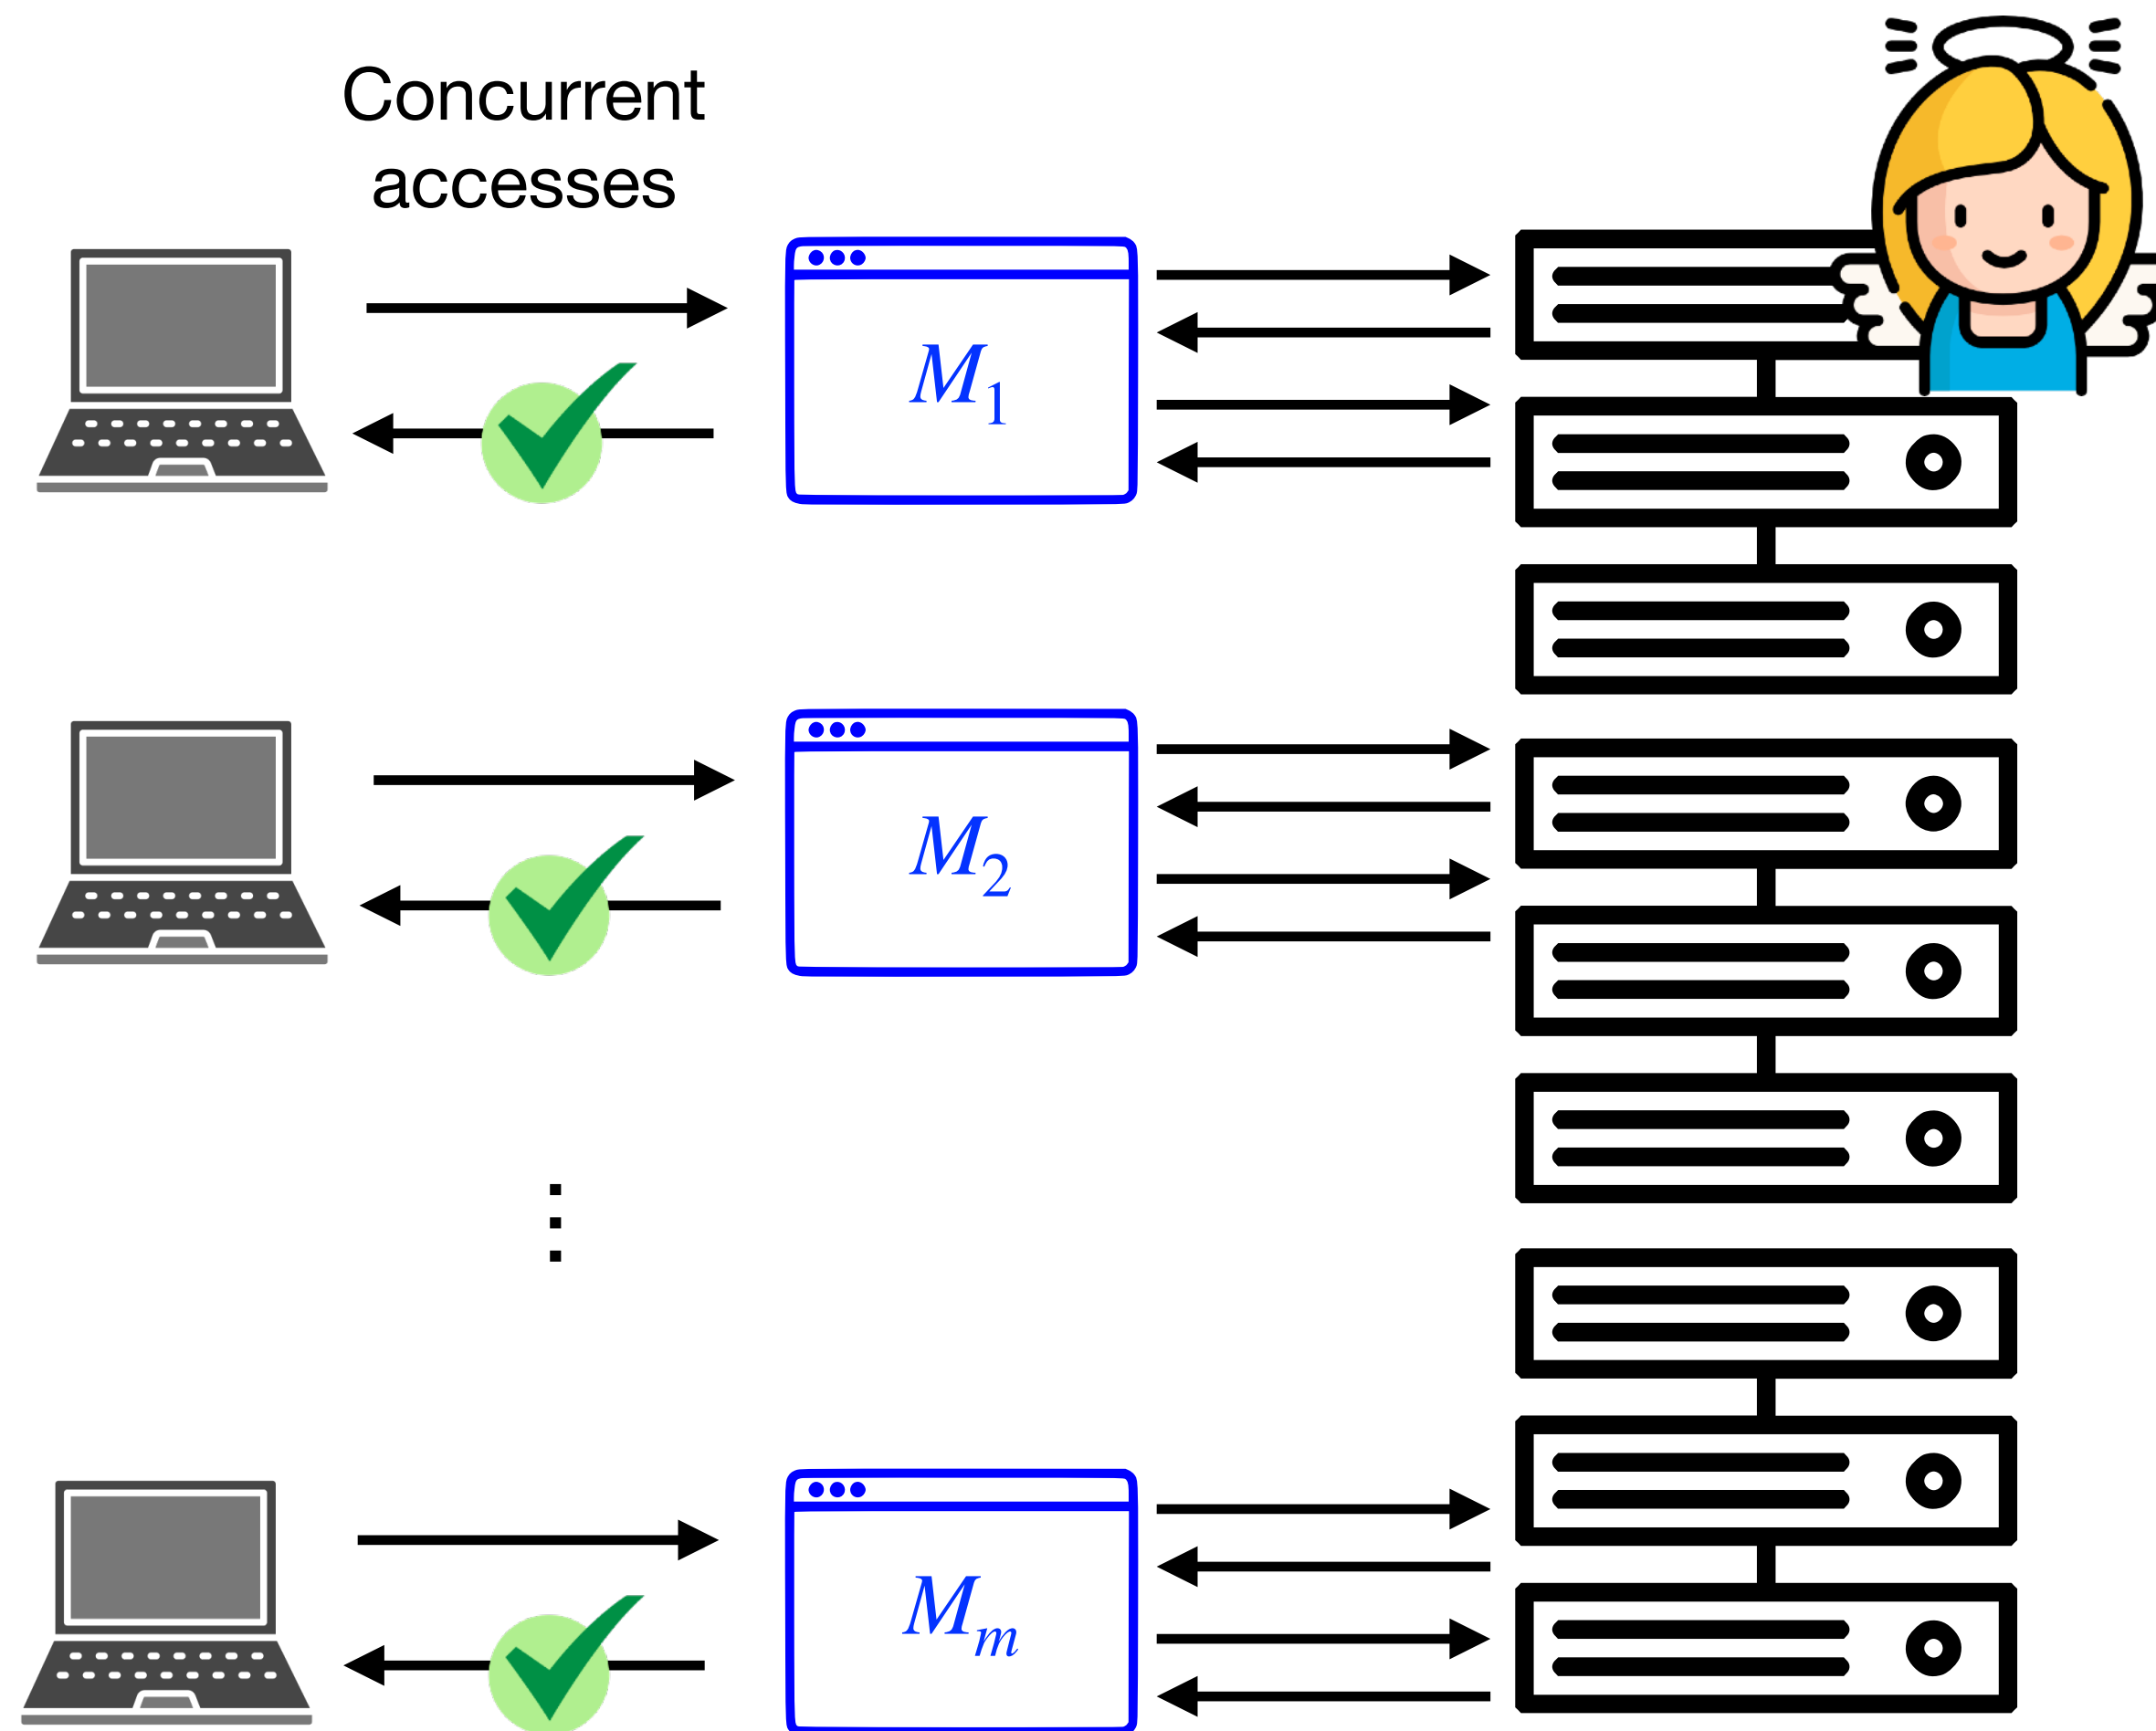 Concurrent
accesses
M₁
M₂
⋮
Mₘ